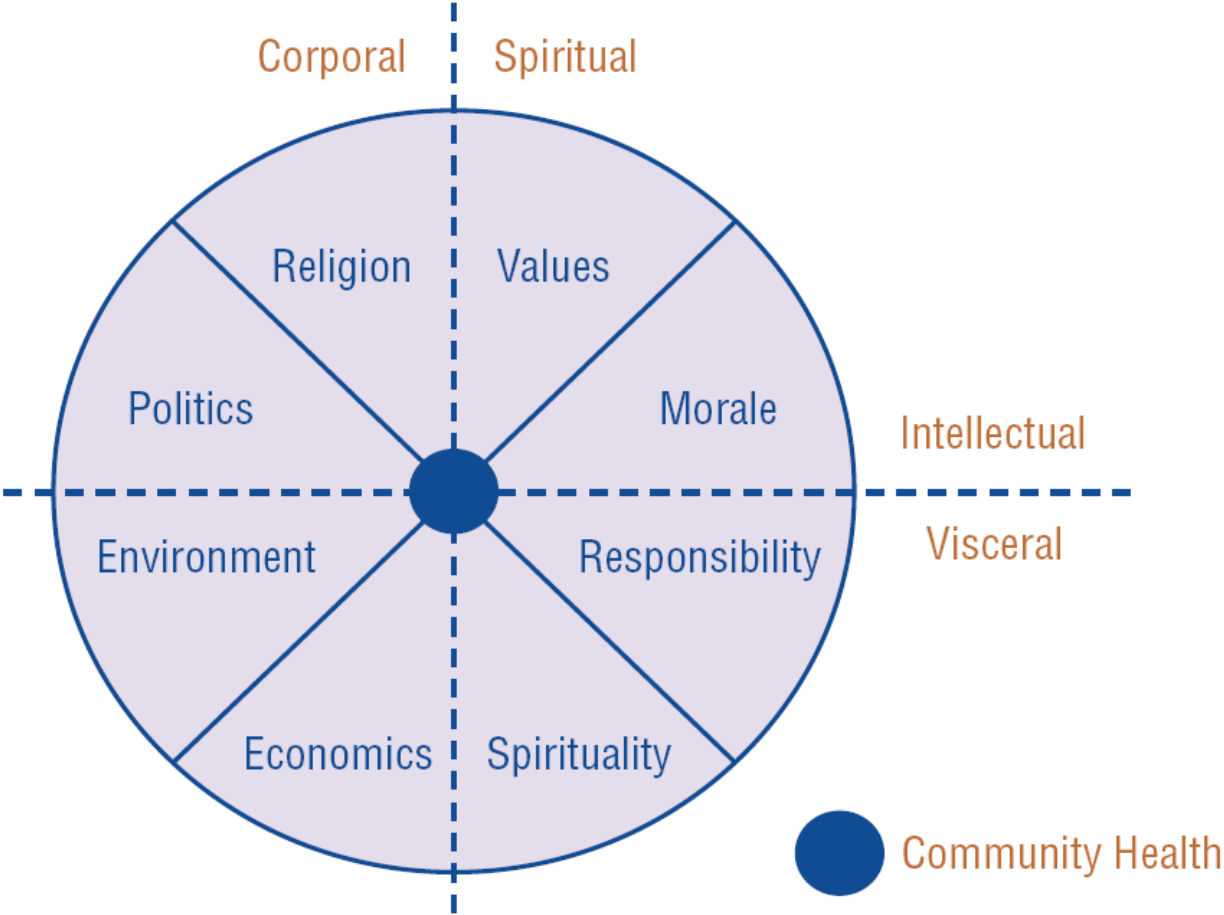 Corporal Spiritual
Religion Values
Politics Morale
Intellectual
Environment Responsibility
Visceral
Economics Spirituality
Community Health